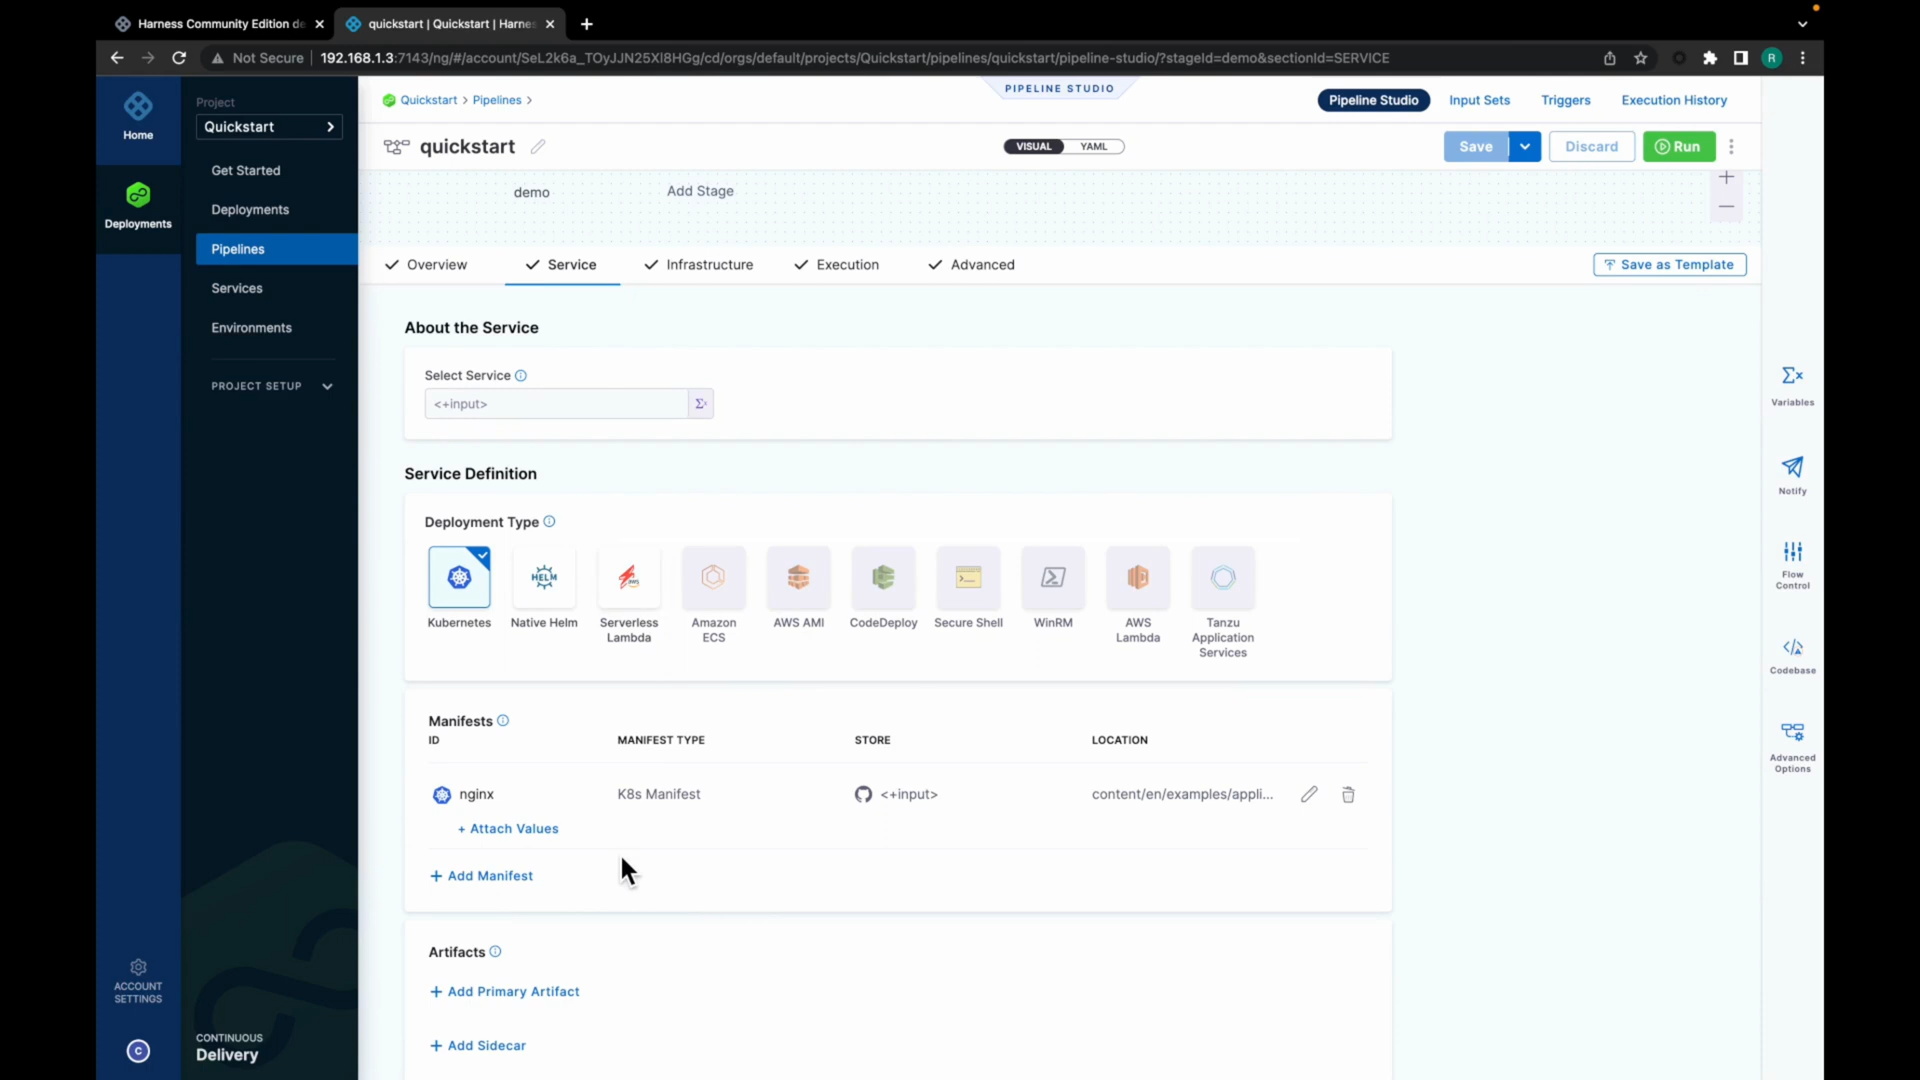 Harness Community Edition de
quickstart | Quickstart | Harnes
Not Secure
192.168.1.3:7143/ng/#/account/SeL2k6a_TOyJJN25Xl8HGg/cd/orgs/default/projects/Quickstart/pipelines/quickstart/pipeline-studio/?stageId=demo&sectionId=SERVICE
R
Home
Deployments
ACCOUNT
SETTINGS
C
Project
Quickstart
Get Started
Deployments
Pipelines
Services
Environments
PROJECT SETUP
CONTINUOUS
Delivery
Quickstart > Pipelines >
PIPELINE STUDIO
Pipeline Studio
Input Sets
Triggers
Execution History
quickstart
VISUAL
YAML
Save
Discard
Run
demo
Add Stage
Overview
Service
Infrastructure
Execution
Advanced
Save as Template
About the Service
Select Service
<+input>
Service Definition
Deployment Type
HELM
aws
Kubernetes
Native Helm
Serverless
Lambda
Amazon
ECS
AWS AMI
CodeDeploy
Secure Shell
WinRM
AWS
Lambda
Tanzu
Application
Services
Manifests
ID
MANIFEST TYPE
STORE
LOCATION
nginx
K8s Manifest
<+input>
content/en/examples/appli...
+ Attach Values
+ Add Manifest
Artifacts
+ Add Primary Artifact
+ Add Sidecar
Variables
Notify
Flow
Control
Codebase
Advanced
Options